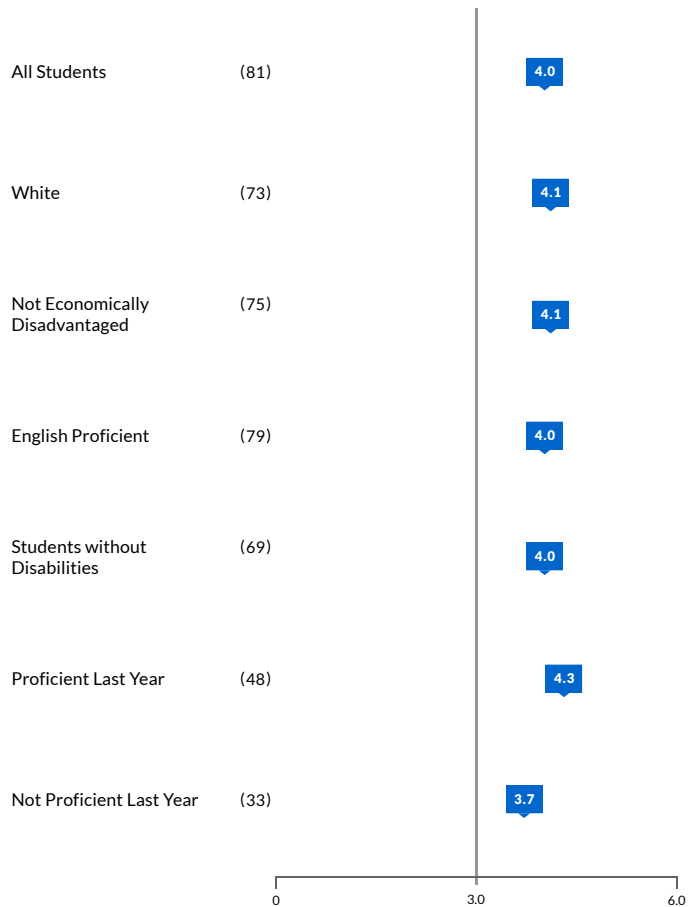 All Students (81) 4.0
White (73) 4.1
Not Economically (75) 4.1
Disadvantaged
English Proficient (79) 4.0
Students without (69) 4.0
Disabilities
Proficient Last Year (48) 4.3
Not Proficient Last Year (33) 3.7
0 3.0 6.0